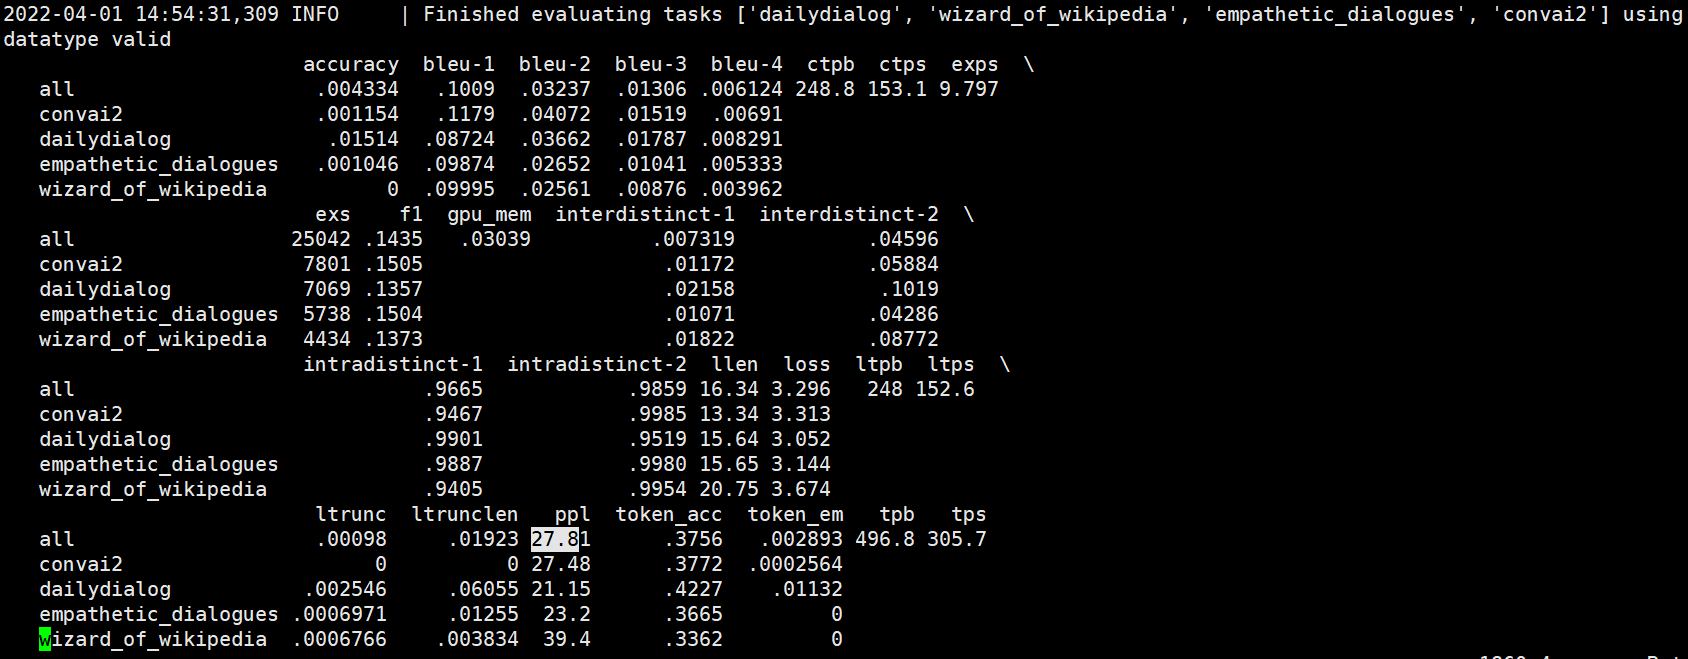 2022-04-01 14:54:31,309 INFO     | Finished evaluating tasks ['dailydialog', 'wizard_of_wikipedia', 'empathetic_dialogues', 'convai2'] using
datatype valid
accuracy  bleu-1  bleu-2  bleu-3  bleu-4  ctpb  ctps  exps  \
all  .004334  .1009  .03237  .01306  .006124  248.8  153.1  9.797
convai2  .001154  .1179  .04072  .01519  .00691
dailydialog  .01514  .08724  .03662  .01787  .008291
empathetic_dialogues  .001046  .09874  .02652  .01041  .005333
wizard_of_wikipedia  0  .09995  .02561  .00876  .003962
exs  f1  gpu_mem  interdistinct-1  interdistinct-2  \
all  25042  .1435  .03039  .007319  .04596
convai2  7801  .1505  .01172  .05884
dailydialog  7069  .1357  .02158  .1019
empathetic_dialogues  5738  .1504  .01071  .04286
wizard_of_wikipedia  4434  .1373  .01822  .08772
intradistinct-1  intradistinct-2  llen  loss  ltpb  ltps  \
all  .9665  .9859  16.34  3.296  248  152.6
convai2  .9467  .9985  13.34  3.313
dailydialog  .9901  .9519  15.64  3.052
empathetic_dialogues  .9887  .9980  15.65  3.144
wizard_of_wikipedia  .9405  .9954  20.75  3.674
ltrunc  ltrunclen  ppl  token_acc  token_em  tpb  tps
all  .00098  .01923  27.81  .3756  .002893  496.8  305.7
convai2  0  0  27.48  .3772  .0002564
dailydialog  .002546  .06055  21.15  .4227  .01132
empathetic_dialogues  .0006971  .01255  23.2  .3665  0
wizard_of_wikipedia  .0006766  .003834  39.4  .3362  0